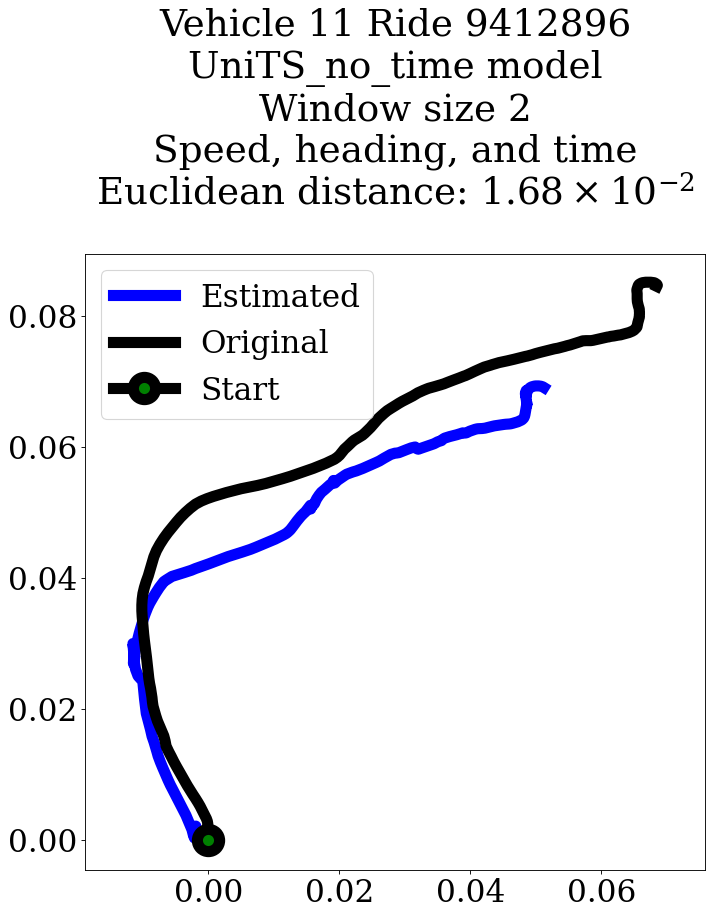 Vehicle 11 Ride 9412896
UniTS_no_time model
Window size 2
Speed, heading, and time
Euclidean distance: 1.68 × 10⁻²
Estimated
Original
Start
0.08
0.06
0.04
0.02
0.00
0.00 0.02 0.04 0.06